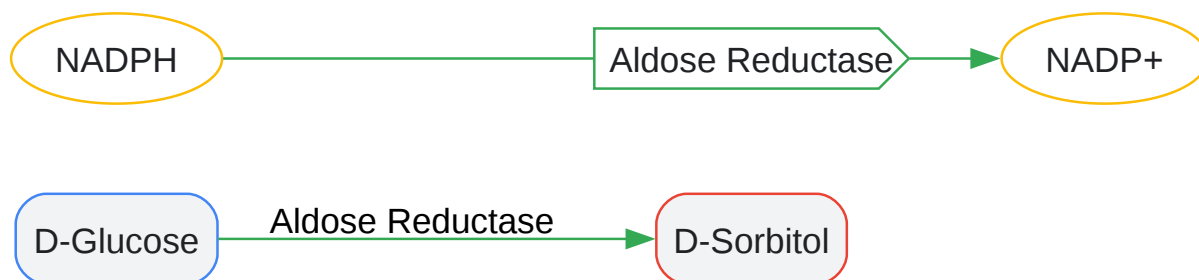 NADPH
Aldose Reductase
NADP+
Aldose Reductase
D-Glucose
D-Sorbitol